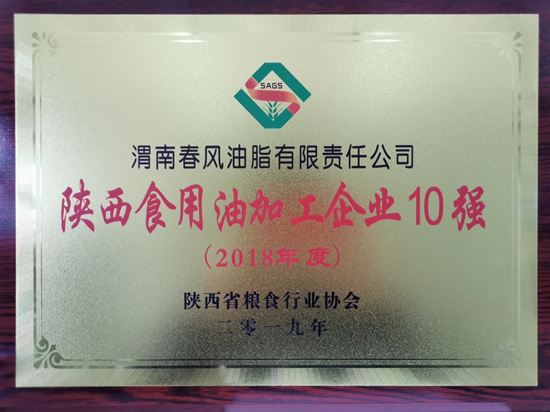 SAGS
渭南春风油脂有限责任公司
陕西食用油加工企业10强
(2018年度)
陕西省粮食行业协会
二零一九年